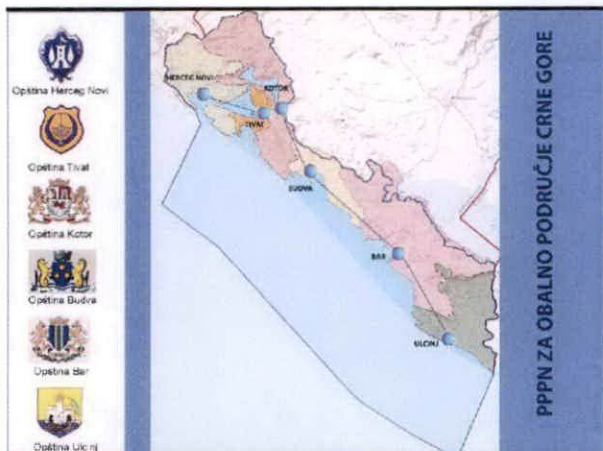 Opština Herceg Novi
Opština Tivat
Opština Kotor
Opština Budva
Opština Bar
Opština Ulcinj
HERCEG NOVI
KOTOR
TIVAT
BUDVA
BAR
ULCINJ
PPPN ZA OBALNO PODRUČJE CRNE GORE